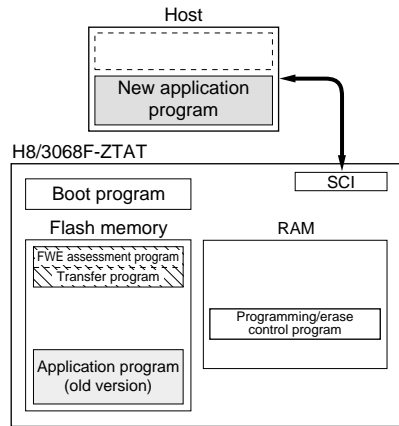 Host
New application
program
H8/3068F-ZTAT
SCI
Boot program
Flash memory
RAM
FWE assessment program
Transfer program
Programming/erase
control program
Application program
(old version)